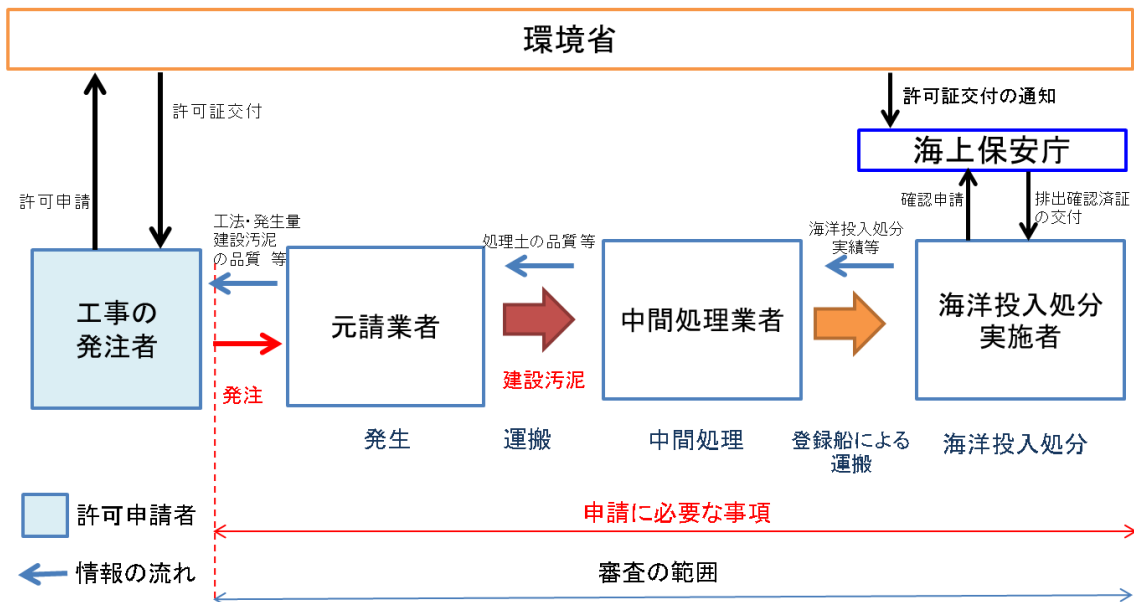 環境省
許可証交付
許可証交付の通知
海上保安庁
許可申請
確認申請
排出確認済証
の交付
工法・発生量
建設汚泥
の品質 等
処理土の品質 等
海洋投入処分
実績等
工事の
発注者
元請業者
中間処理業者
海洋投入処分
実施者
発注
建設汚泥
発生
運搬
中間処理
登録船による
運搬
海洋投入処分
許可申請者
申請に必要な事項
情報の流れ
審査の範囲